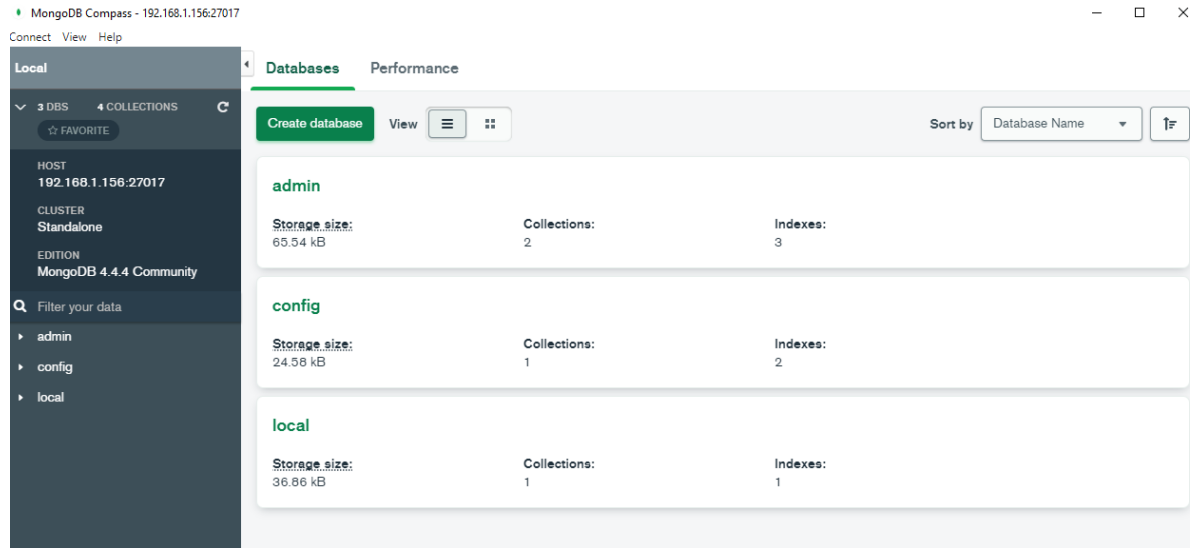 MongoDB Compass - 192.168.1.156:27017
Connect View Help
Local
3 DBS 4 COLLECTIONS
FAVORITE
HOST
192.168.1.156:27017
CLUSTER
Standalone
EDITION
MongoDB 4.4.4 Community
Filter your data
admin
config
local
Databases Performance
Create database View Sort by Database Name
admin
Storage size: Collections: Indexes:
65.54 kB 2 3
config
Storage size: Collections: Indexes:
24.58 kB 1 2
local
Storage size: Collections: Indexes:
36.86 kB 1 1